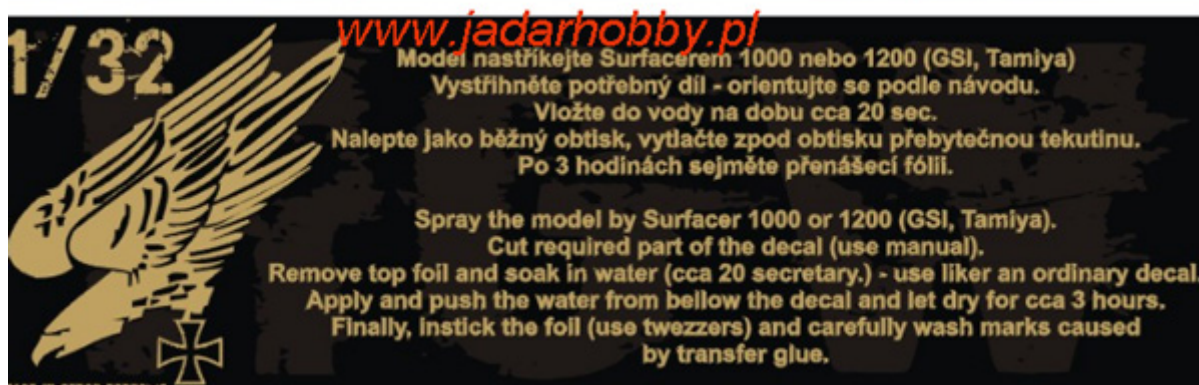 www.jadarhobby.pl
1/32
Model nastříkejte Surfacerem 1000 nebo 1200 (GSI, Tamiya)
Vystřihněte potřebný díl - orientujte se podle návodu.
Vložte do vody na dobu cca 20 sec.
Nalepte jako běžný obtisk, vytlačte zpod obtisku přebytečnou tekutinu.
Po 3 hodinách sejměte přenášecí fólii.
Spray the model by Surfacer 1000 or 1200 (GSI, Tamiya).
Cut required part of the decal (use manual).
Remove top foil and soak in water (cca 20 secretary.) - use liker an ordinary decal
Apply and push the water from bellow the decal and let dry for cca 3 hours.
Finally, instick the foil (use twezzers) and carefully wash marks caused
by transfer glue.